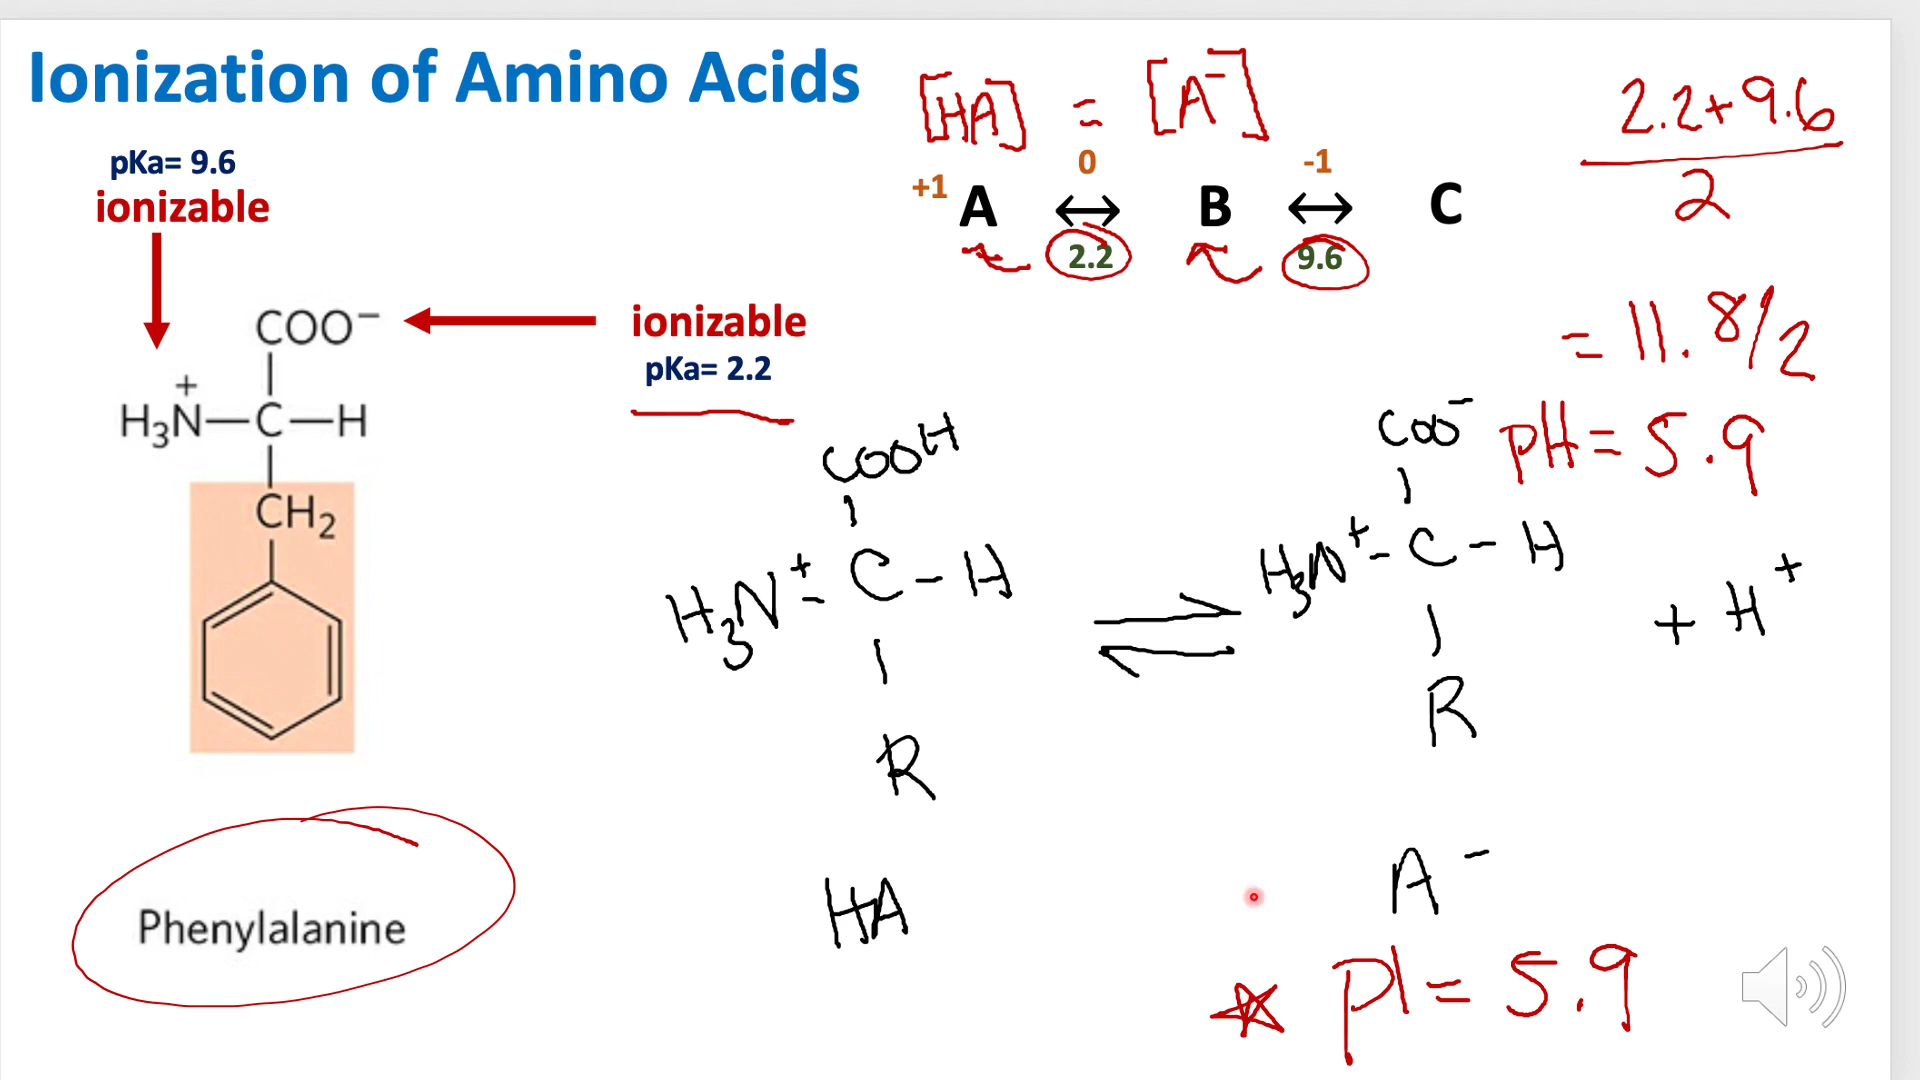 Ionization of Amino Acids
[HA] = [A⁻]
2.2+9.6
2
pKa= 9.6
ionizable
0
-1
+1 A ↔ B ↔ C
2.2
9.6
= 11.8/2
COO⁻
ionizable
pKa= 2.2
+
H₃N—C—H
CH₂
pH = 5.9
COOH
H₃N⁺- C - H
R
HA
COO⁻
H₃N⁺- C - H
+ H⁺
R
A⁻
Phenylalanine
pI = 5.9